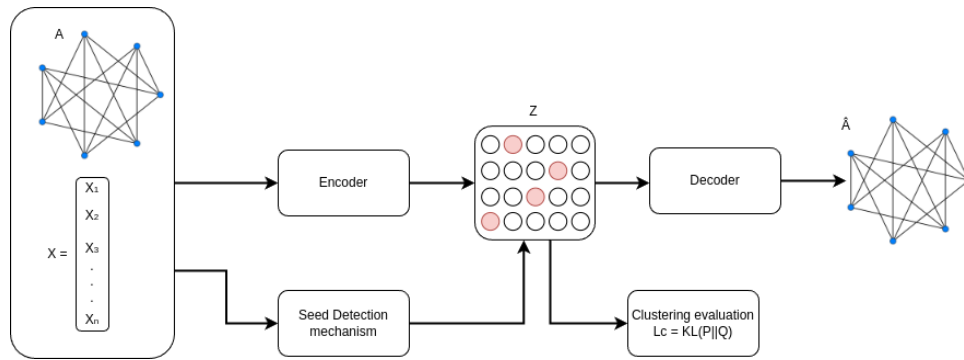 A
X1
X2
X =
X3
.
.
.
.
Xn
Encoder
Seed Detection
mechanism
Z
Decoder
Clustering evaluation
Lc = KL(P||Q)
Â